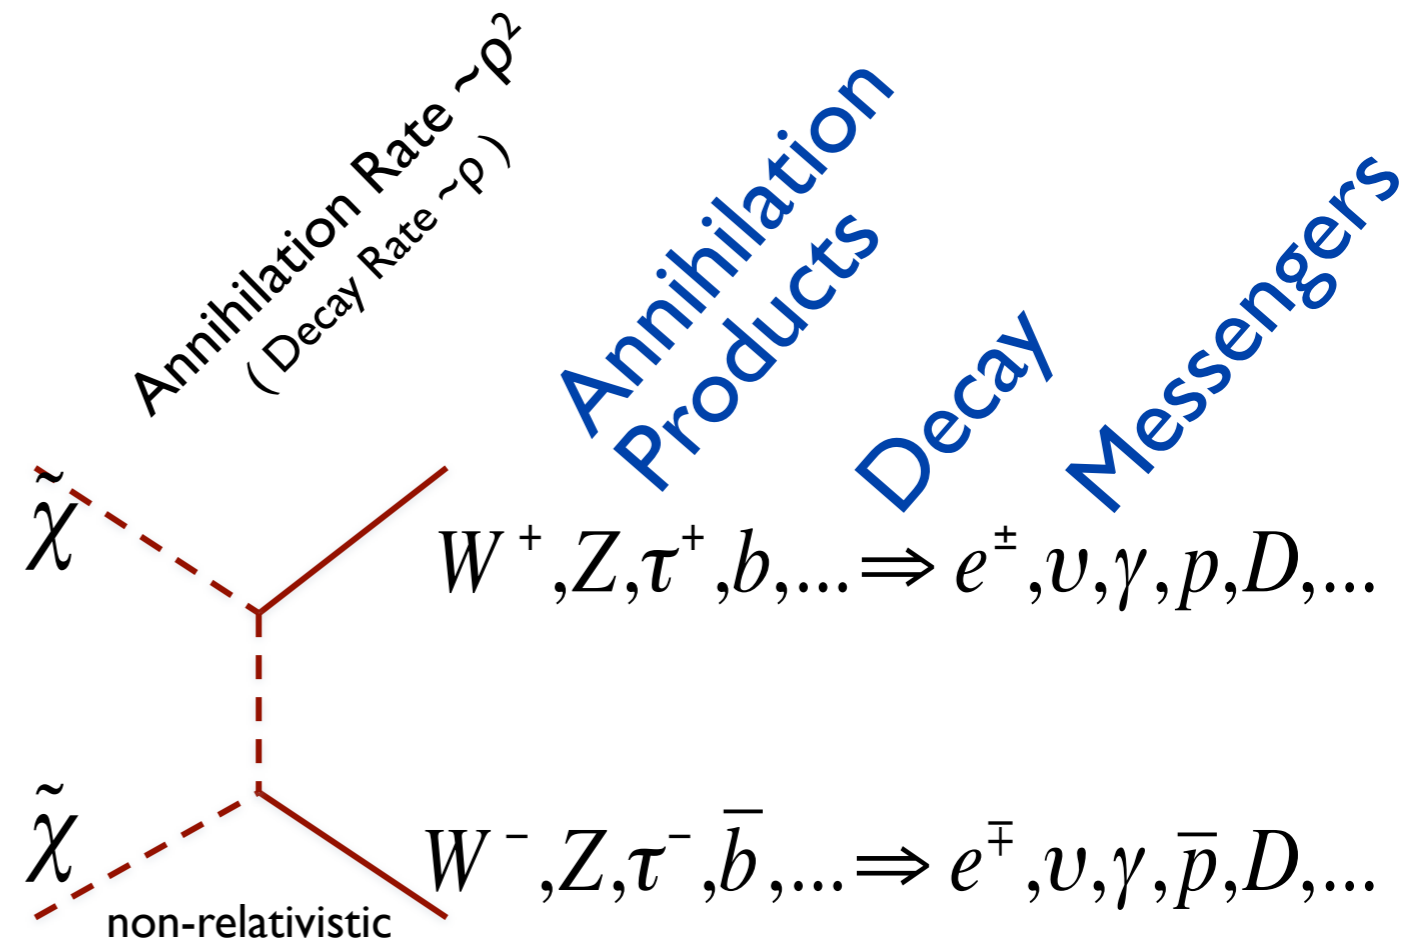 Annihilation Rate ~ρ²
( Decay Rate ~ρ )
Annihilation
Products
Decay
Messengers
χ̃
W⁺,Z,τ⁺,b,...⇒e^±,υ,γ,p,D,...
χ̃
W⁻,Z,τ⁻,b̅,...⇒e^∓,υ,γ,p̅,D,...
non-relativistic